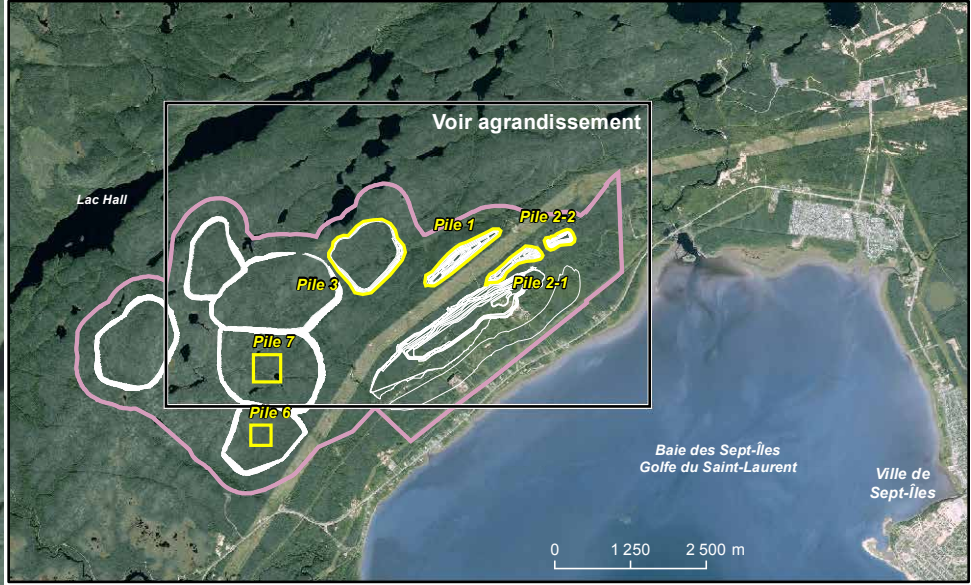 Voir agrandissement
Lac Hall
Pile 1
Pile 2-2
Pile 3
Pile 2-1
Pile 7
Pile 6
Baie des Sept-Îles
Golfe du Saint-Laurent
Ville de
Sept-Îles
0 1 250 2 500 m